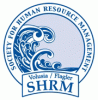 SOCIETY FOR HUMAN RESOURCE MANAGEMENT
Volusia / Flagler
SHRM